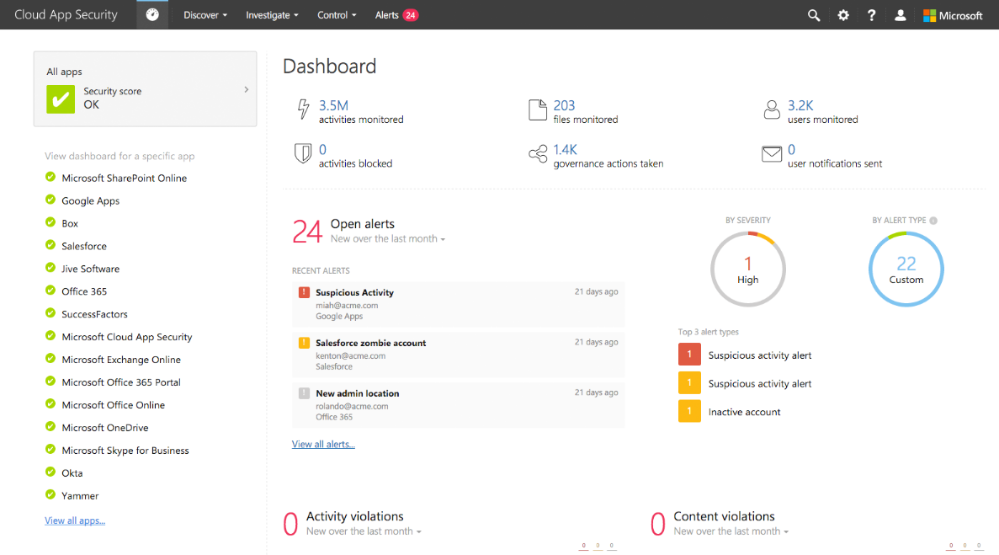 Cloud App Security
Discover
Investigate
Control
Alerts 24
?
Microsoft
All apps
Security score
OK
View dashboard for a specific app
Microsoft SharePoint Online
Google Apps
Box
Salesforce
Jive Software
Office 365
SuccessFactors
Microsoft Cloud App Security
Microsoft Exchange Online
Microsoft Office 365 Portal
Microsoft Office Online
Microsoft OneDrive
Microsoft Skype for Business
Okta
Yammer
View all apps...
Dashboard
3.5M
activities monitored
203
files monitored
3.2K
users monitored
0
activities blocked
1.4K
governance actions taken
0
user notifications sent
24
Open alerts
New over the last month
RECENT ALERTS
! Suspicious Activity 21 days ago
miah@acme.com
Google Apps
! Salesforce zombie account 21 days ago
kenton@acme.com
Salesforce
! New admin location 21 days ago
rolando@acme.com
Office 365
View all alerts...
BY SEVERITY
1
High
BY ALERT TYPE
22
Custom
Top 3 alert types
1 Suspicious activity alert
1 Suspicious activity alert
1 Inactive account
0
Activity violations
New over the last month
0 0 0
0
Content violations
New over the last month
0 0 0